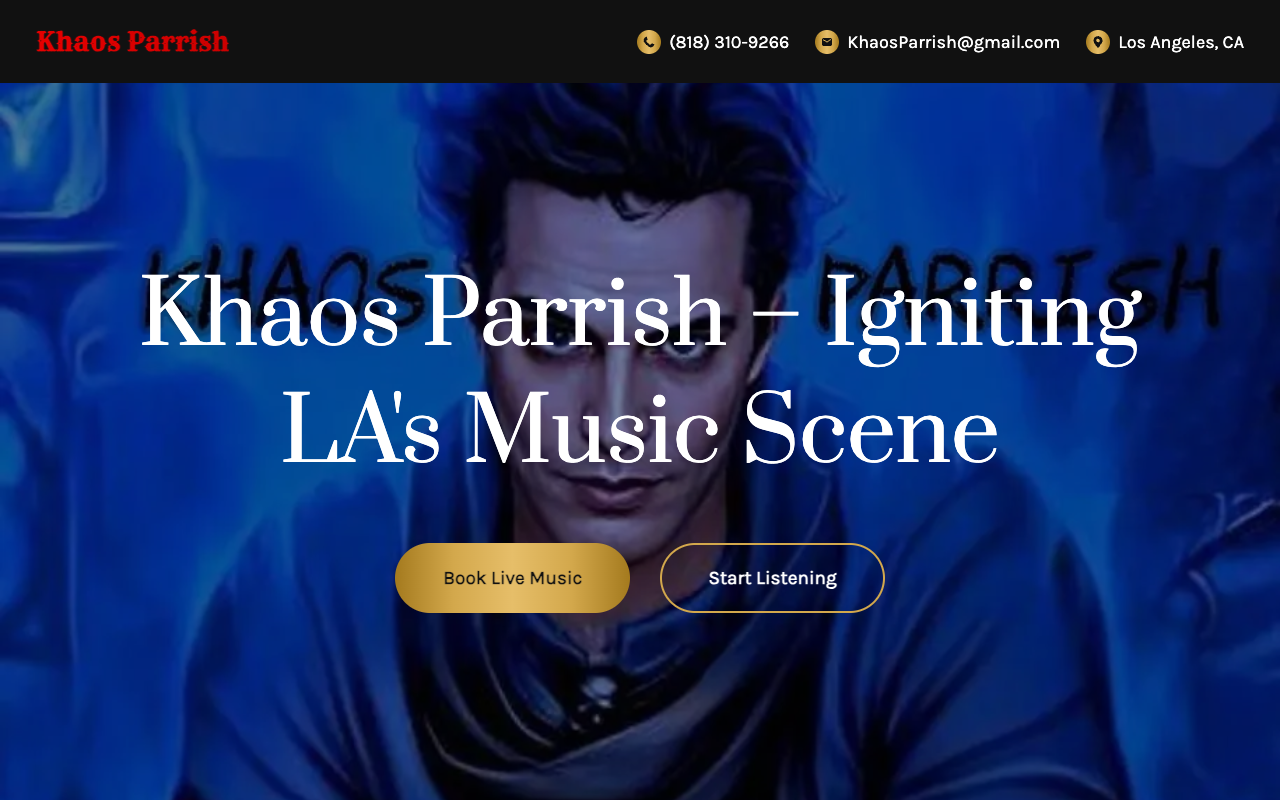 Khaos Parrish
(818) 310-9266
KhaosParrish@gmail.com
Los Angeles, CA
KHAOS PARRISH
Khaos Parrish – Igniting
LA's Music Scene
Book Live Music
Start Listening